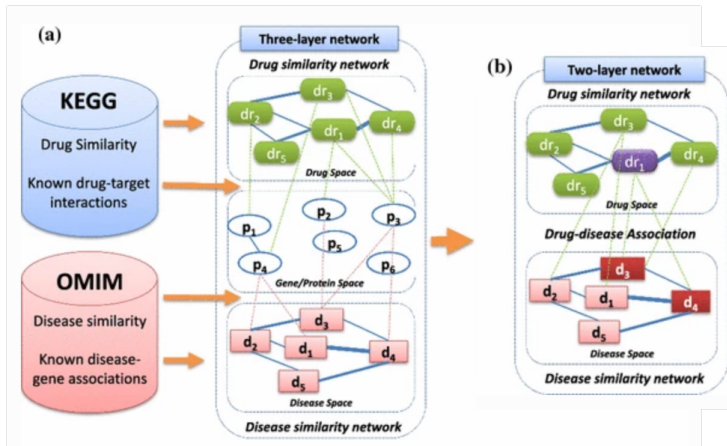 (a)
KEGG
Drug Similarity
Known drug-target
interactions
OMIM
Disease similarity
Known disease-
gene associations
Three-layer network
Drug similarity network
dr3
dr2
dr1
dr4
dr5
Drug Space
p1
p2
p3
p5
p4
p6
Gene/Protein Space
d3
d2
d1
d4
d5
Disease Space
Disease similarity network
(b)
Two-layer network
Drug similarity network
dr3
dr2
dr1
dr4
dr5
Drug Space
Drug-disease Association
d3
d2
d1
d4
d5
Disease Space
Disease similarity network